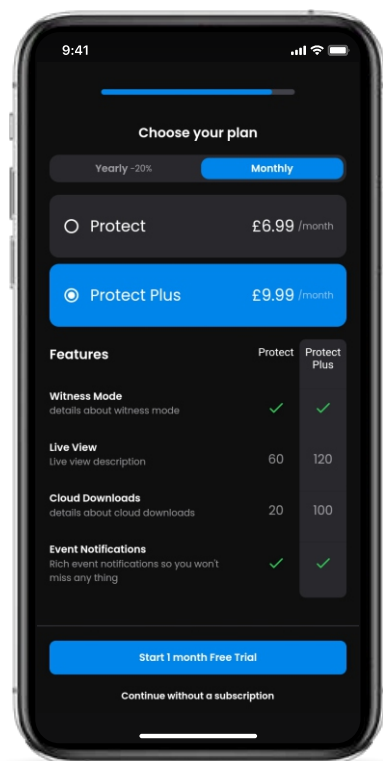 9:41
Choose your plan
Yearly -20%
Monthly
Protect
£6.99 /month
Protect Plus
£9.99 /month
Features
Protect
Protect
Plus
Witness Mode
details about witness mode
Live View
Live view description
60
120
Cloud Downloads
details about cloud downloads
20
100
Event Notifications
Rich event notifications so you won't
miss any thing
Start 1 month Free Trial
Continue without a subscription